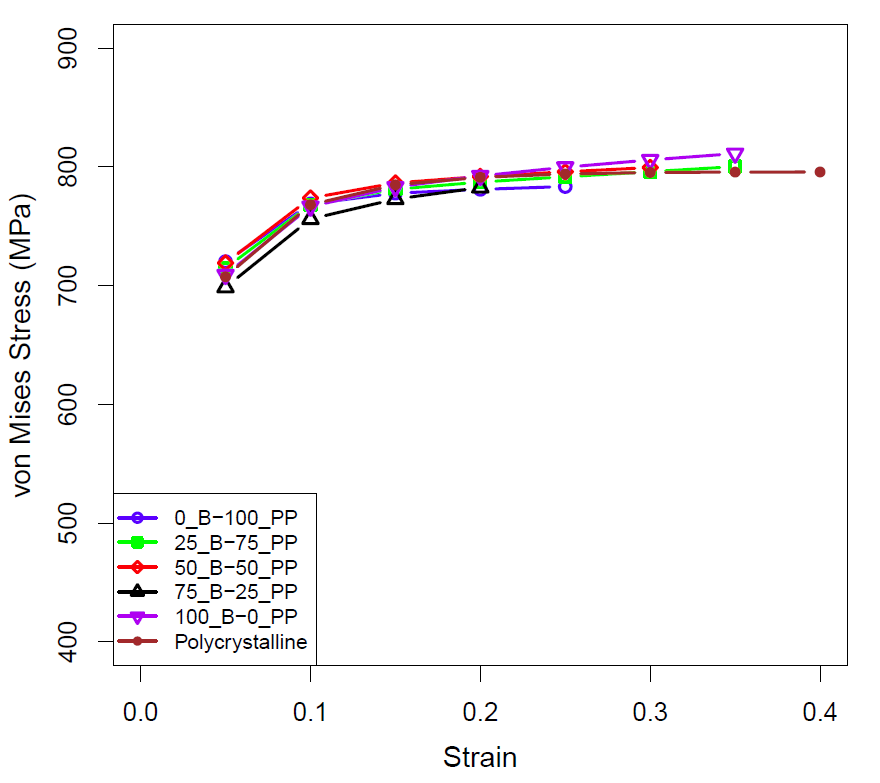 900
800
700
600
500
400
von Mises Stress (MPa)
0_B−100_PP
25_B−75_PP
50_B−50_PP
75_B−25_PP
100_B−0_PP
Polycrystalline
0.0 0.1 0.2 0.3 0.4
Strain